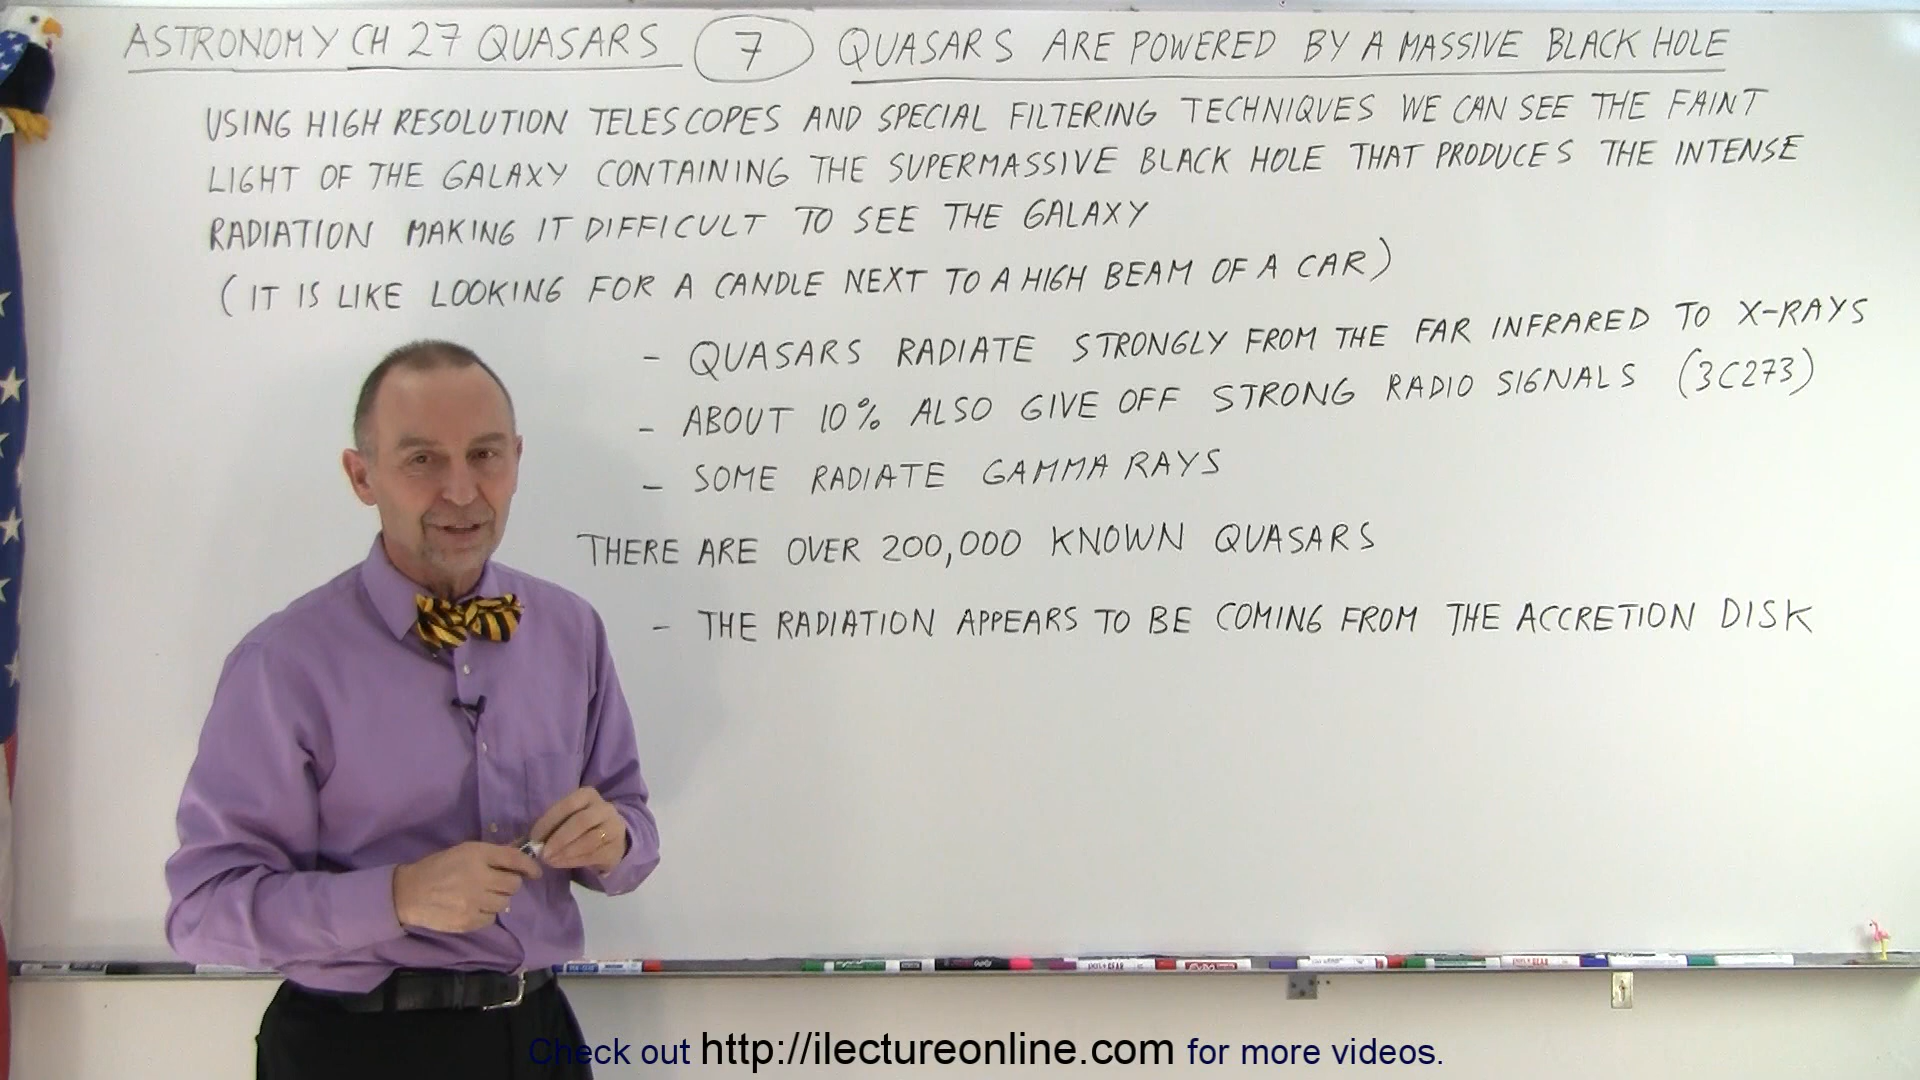 ASTRONOMY CH 27 QUASARS 7 QUASARS ARE POWERED BY A MASSIVE BLACK HOLE
USING HIGH RESOLUTION TELESCOPES AND SPECIAL FILTERING TECHNIQUES WE CAN SEE THE FAINT
LIGHT OF THE GALAXY CONTAINING THE SUPERMASSIVE BLACK HOLE THAT PRODUCES THE INTENSE
RADIATION MAKING IT DIFFICULT TO SEE THE GALAXY
(IT IS LIKE LOOKING FOR A CANDLE NEXT TO A HIGH BEAM OF A CAR)
- QUASARS RADIATE STRONGLY FROM THE FAR INFRARED TO X-RAYS
- ABOUT 10% ALSO GIVE OFF STRONG RADIO SIGNALS (3C273)
- SOME RADIATE GAMMA RAYS
THERE ARE OVER 200,000 KNOWN QUASARS
- THE RADIATION APPEARS TO BE COMING FROM THE ACCRETION DISK
Check out http://ilectureonline.com for more videos.